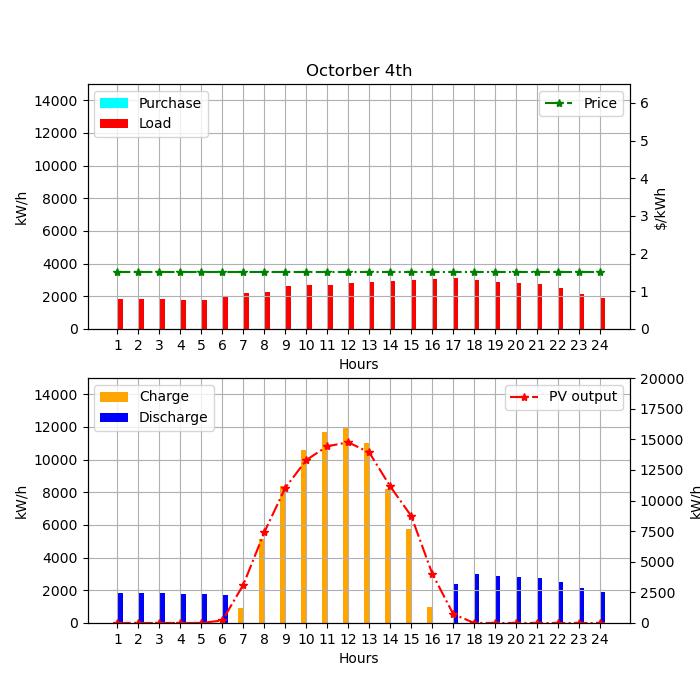 Octorber 4th
Purchase
Load
Price
14000
12000
10000
8000
6000
4000
2000
0
kW/h
6
5
4
3
2
1
0
$/kWh
1 2 3 4 5 6 7 8 9 10 11 12 13 14 15 16 17 18 19 20 21 22 23 24
Hours
Charge
Discharge
PV output
14000
12000
10000
8000
6000
4000
2000
0
kW/h
20000
17500
15000
12500
10000
7500
5000
2500
0
kW/h
1 2 3 4 5 6 7 8 9 10 11 12 13 14 15 16 17 18 19 20 21 22 23 24
Hours